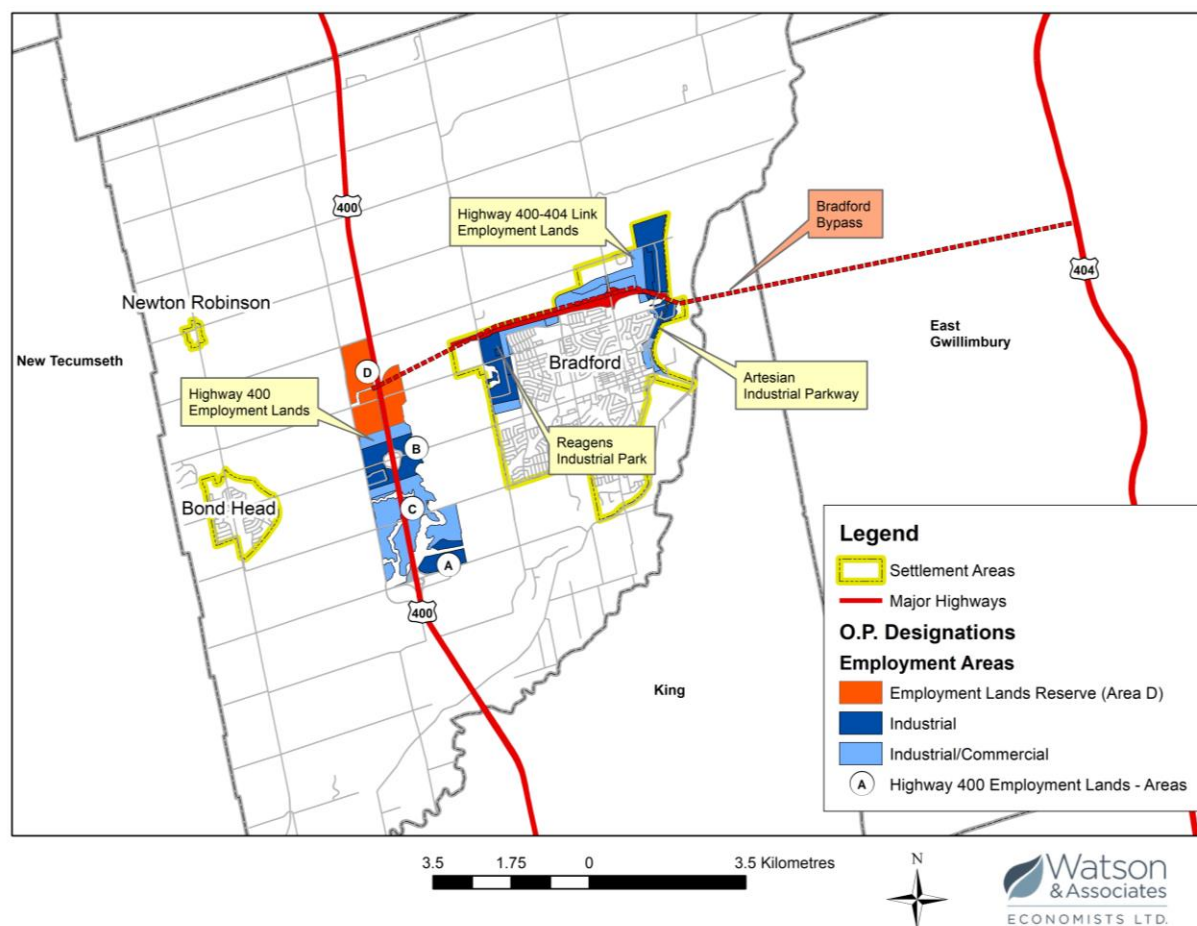 400
Highway 400-404 Link
Employment Lands
Bradford
Bypass
404
Newton Robinson
New Tecumseth
East
Gwillimbury
D
Bradford
Highway 400
Employment Lands
Artesian
Industrial Parkway
B
Reagens
Industrial Park
Bond Head
C
A
400
King
Legend
Settlement Areas
Major Highways
O.P. Designations
Employment Areas
Employment Lands Reserve (Area D)
Industrial
Industrial/Commercial
A Highway 400 Employment Lands - Areas
3.5 1.75 0 3.5 Kilometres
N
Watson
& Associates
ECONOMISTS LTD.